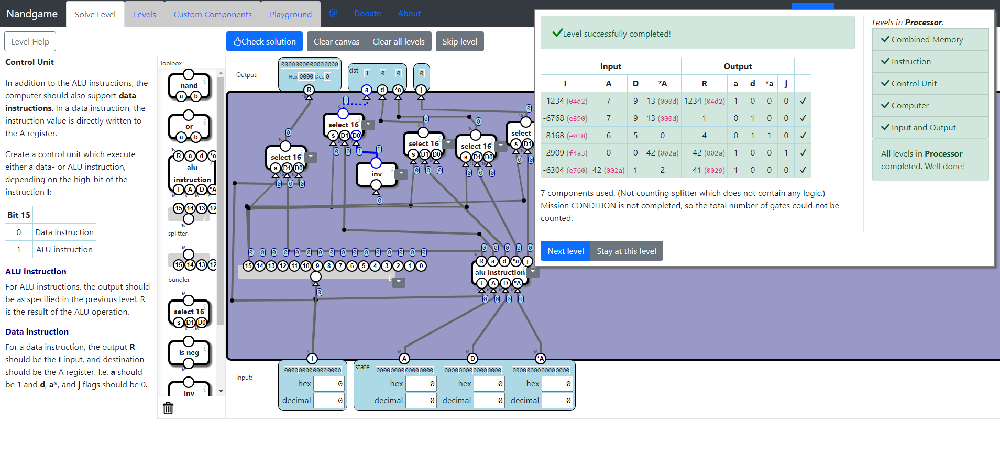 Nandgame
Solve Level
Levels
Custom Components
Playground
Donate
About
Level Help
Check solution
Clear canvas
Clear all levels
Skip level
Control Unit
In addition to the ALU instructions, the
computer should also support data
instructions. In a data instruction, the
instruction value is directly written to
the A register.
Create a control unit which execute
either a data- or ALU instruction,
depending on the high-bit of the
instruction I:
Bit 15
0 Data instruction
1 ALU instruction
ALU instruction
For ALU instructions, the output should
be as specified in the previous level. R
is the result of the ALU operation.
Data instruction
For a data instruction, the output R
should be the I input, and destination
should be the A register. I.e. a should
be 1 and d, a*, and j flags should be 0.
Toolbox
nand
a b
or
a b
16
R a d *a
alu
instruction
I A D *A
16 16 16 16
15 14 13 12
16
splitter
16
15 14 13 12
bundler
16
select 16
s D1 D0
16 16
is neg
16
inv
Output:
0000000000000000
Hex 0000 Dec 0
dst 1 0 0
0
R a d *a j
select 16
s D1 D0
select 16
s D1 D0
inv
select 16
s D1 D0
select 16
s D1 D0
select
s D1
15 14 13 12 11 10 9 8 7 6 5 4 3 2 1 0
R a d *a j
alu instruction
I A D *A
I A D *A
Input:
0000000000000000
hex 0
decimal 0
state
0000000000000000 0000000000000000 0000000000000000
hex 0 hex 0 hex 0
decimal 0 decimal 0 decimal 0
Level successfully completed!
Input Output
I A D *A R a d *a j
1234 (04d2) 7 9 13 (000d) 1234 (04d2) 1 0 0 0 ✓
-6768 (e590) 7 9 13 (000d) 1 0 1 0 0 ✓
-8168 (e018) 6 5 0 4 0 1 1 0 ✓
-2909 (f4a3) 0 0 42 (002a) 42 (002a) 1 0 0 1 ✓
-6304 (e760) 42 (002a) 1 2 41 (0029) 1 0 0 0 ✓
7 components used. (Not counting splitter which does not contain any logic.)
Mission CONDITION is not completed, so the total number of gates could not be
counted.
Next level
Stay at this level
Levels in Processor:
Combined Memory
Instruction
Control Unit
Computer
Input and Output
All levels in Processor
completed. Well done!